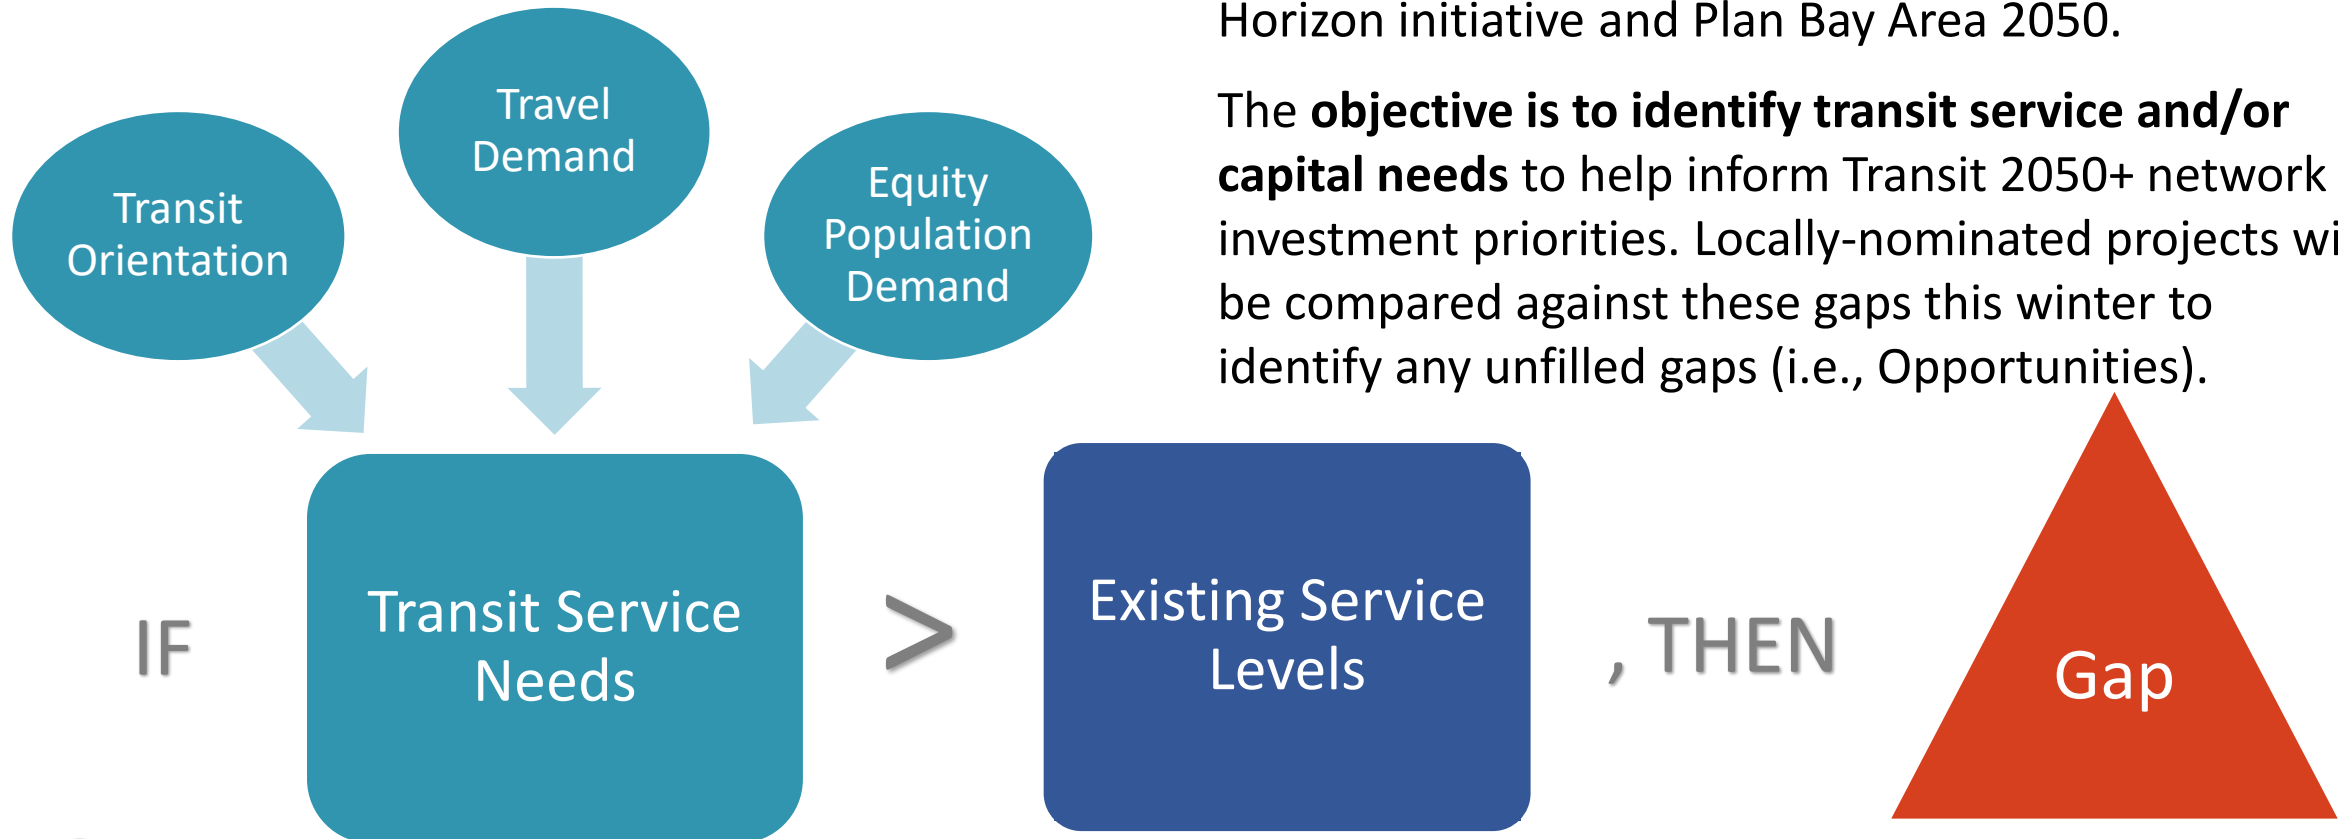 Horizon initiative and Plan Bay Area 2050.
The objective is to identify transit service and/or
capital needs to help inform Transit 2050+ network
investment priorities. Locally-nominated projects wi
be compared against these gaps this winter to
identify any unfilled gaps (i.e., Opportunities).
Transit
Orientation
Travel
Demand
Equity
Population
Demand
IF
Transit Service
Needs
>
Existing Service
Levels
, THEN
Gap